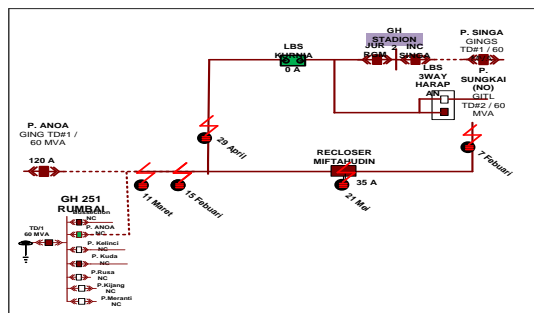 LBS
KURNIA
0 A
GH
STADION
2
JUR
RGM
INC
SINGA
P. SINGA
GINGS
TD#1 / 60
LBS
3WAY
HARAP
AN
P.
SUNGKAI
(NO)
GITL
TD#2 / 60
MVA
29 April
7 Febuari
P. ANOA
GING TD#1 /
60 MVA
120 A
RECLOSER
MIFTAHUDIN
35 A
11 Maret
15 Febuari
21 Mei
GH 251
RUMBAI
TD/1
60 MVA
NC
P. ANOA
NC
P. Kelinci
NC
P. Kuda
NC
P.Rusa
NC
P.Kijang
NC
P.Meranti
NC